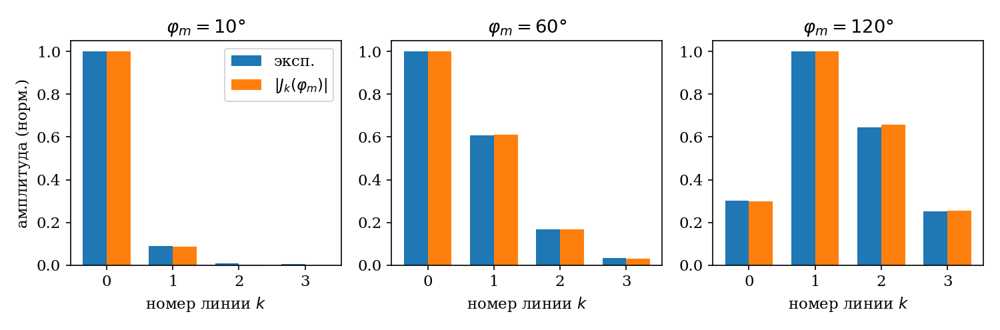 φm = 10°
φm = 60°
φm = 120°
эксп.
|Jk(φm)|
амплитуда (норм.)
1.0
0.8
0.6
0.4
0.2
0.0
0 1 2 3
номер линии k
1.0
0.8
0.6
0.4
0.2
0.0
0 1 2 3
номер линии k
1.0
0.8
0.6
0.4
0.2
0.0
0 1 2 3
номер линии k